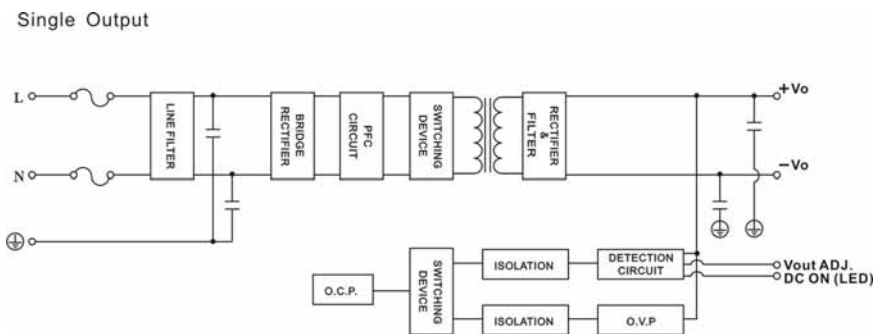 Single Output
L
N
LINE FILTER
BRIDGE
RECTIFIER
PFC
CIRCUIT
SWITCHING
DEVICE
RECTIFIER
&
FILTER
+Vo
−Vo
SWITCHING
DEVICE
O.C.P.
ISOLATION
DETECTION
CIRCUIT
Vout ADJ.
DC ON (LED)
ISOLATION
O.V.P